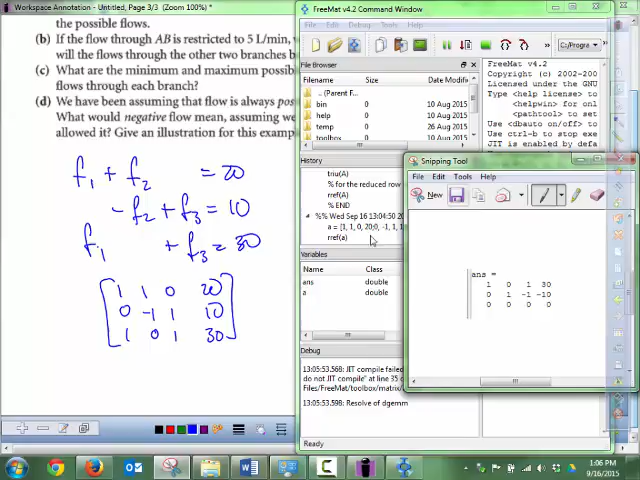 Workspace Annotation - Untitled, Page 3/3 (Zoom 100%)
the possible flows.
(b) If the flow through AB is restricted to 5 L/min,
will the flows through the other two branches b
(c) What are the minimum and maximum possib
flows through each branch?
(d) We have been assuming that flow is always pos
What would negative flow mean, assuming we
allowed it? Give an illustration for this examp
f1 + f2 = 20
-f2 + f3 = 10
f1 + f3 = 30
1 1 0 20
0 -1 1 10
1 0 1 30
FreeMat v4.2 Command Window
File Edit Debug Tools Help
C:/Progra
File Browser
Filename Size
.. (Parent F...
bin 0 10 Aug 2015
help 0 10 Aug 2015
temp 0 26 Aug 2015
toolbox 0 10 Aug 2015
History
triu(A)
% for the reduced row
rref(A)
% END
%% Wed Sep 16 13:04:50 20
a = [1, 1, 0, 20;0, -1, 1, 1
rref(a)
Variables
Name Class
ans double
a double
Debug
13:05:53.568: JIT compile failed
do not JIT compile" at line 35 o
Files/FreeMat/toolbox/matrix/
13:05:53.598: Resolve of dgemm
Ready
FreeMat v4.2
Copyright (c) 2002-200
Type <license> f
<helpwin> for onl
<pathtool> to set
Use <dbauto on/off> to
Use ctrl-b to stop exe
JIT is enabled by defa
Snipping Tool
File Edit Tools Help
New
ans =
1 0 1 30
0 1 -1 -10
0 0 0 0
1:06 PM
9/16/2015